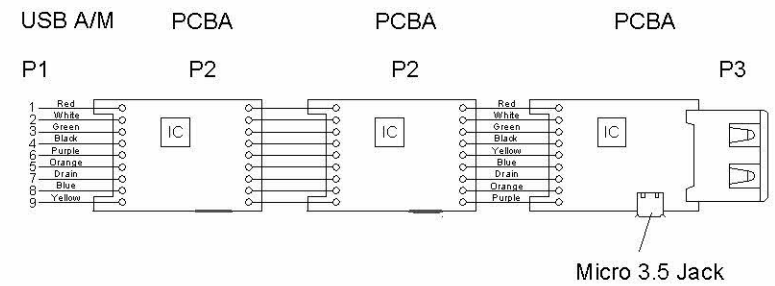 USB A/M PCBA PCBA PCBA
P1 P2 P2 P3
1 Red Red
2 White White
3 Green Green
4 Black Black
6 Purple Yellow
5 Orange Blue
7 Drain Drain
8 Blue Orange
9 Yellow Purple
IC IC IC
Micro 3.5 Jack